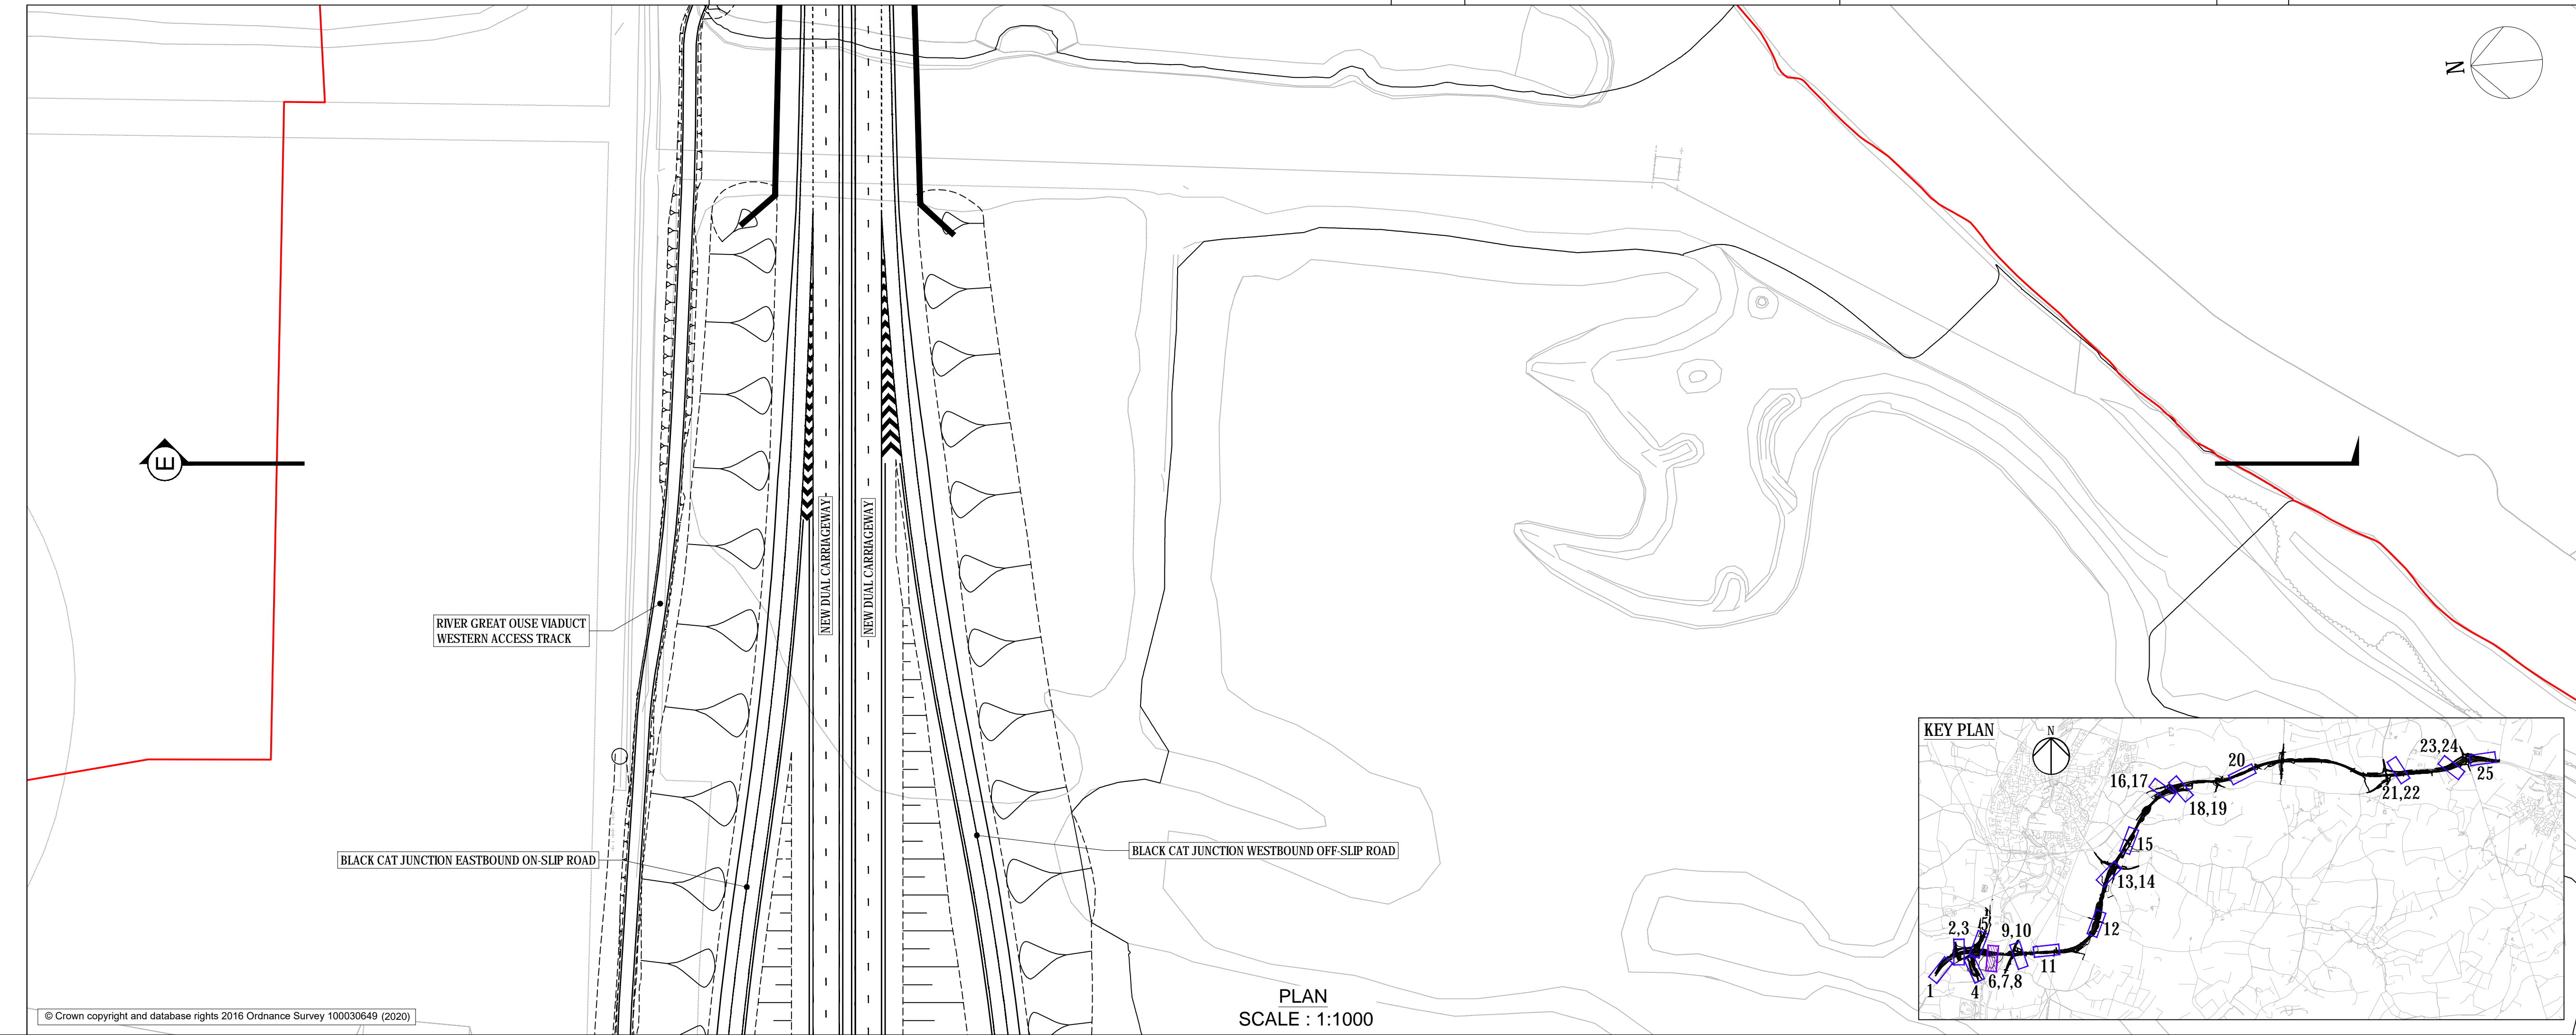 N
E
NEW DUAL CARRIAGEWAY
NEW DUAL CARRIAGEWAY
RIVER GREAT OUSE VIADUCT
WESTERN ACCESS TRACK
BLACK CAT JUNCTION EASTBOUND ON-SLIP ROAD
BLACK CAT JUNCTION WESTBOUND OFF-SLIP ROAD
PLAN
SCALE : 1:1000
© Crown copyright and database rights 2016 Ordnance Survey 100030649 (2020)
KEY PLAN
N
23,24
20
25
16,17
21,22
18,19
15
13,14
12
5
2,3
9,10
11
6,7,8
1
4